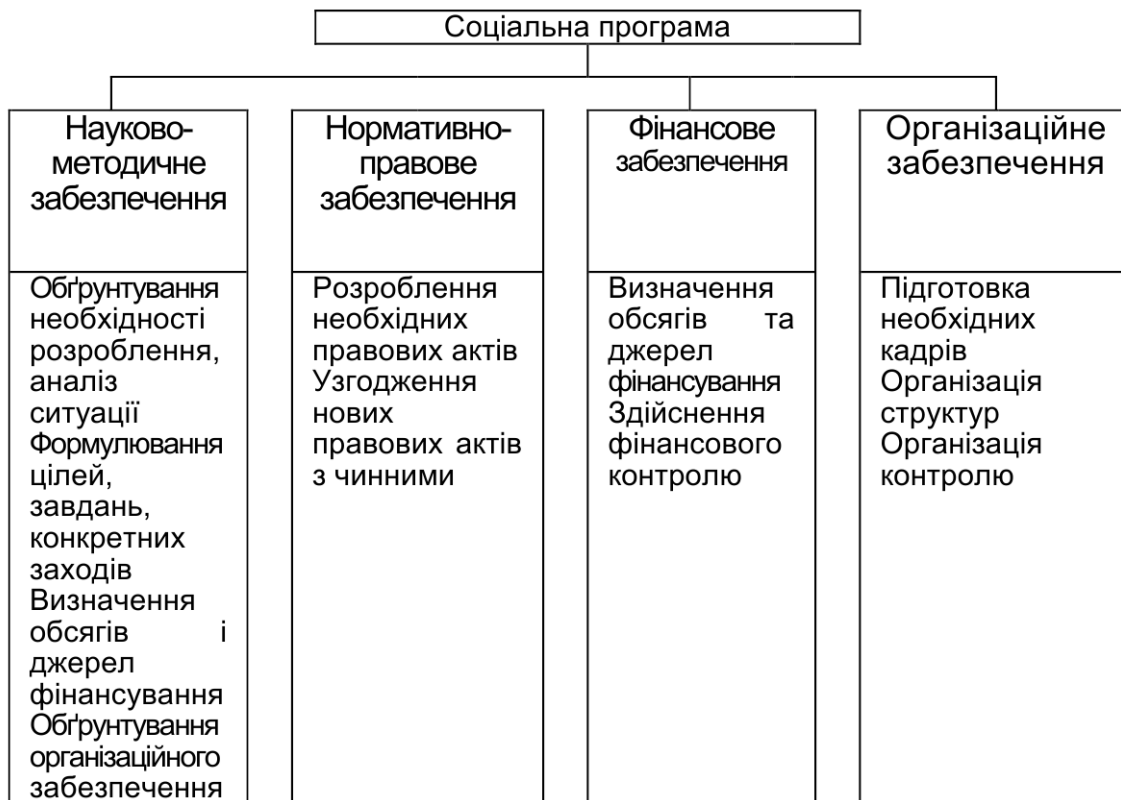 Соціальна програма
Науково-
методичне
забезпечення
Нормативно-
правове
забезпечення
Фінансове
забезпечення
Організаційне
забезпечення
Обґрунтування
необхідності
розроблення,
аналіз
ситуації
Формулювання
цілей,
завдань,
конкретних
заходів
Визначення
обсягів і
джерел
фінансування
Обґрунтування
організаційного
забезпечення
Розроблення
необхідних
правових актів
Узгодження
нових
правових актів
з чинними
Визначення
обсягів та
джерел
фінансування
Здійснення
фінансового
контролю
Підготовка
необхідних
кадрів
Організація
структур
Організація
контролю